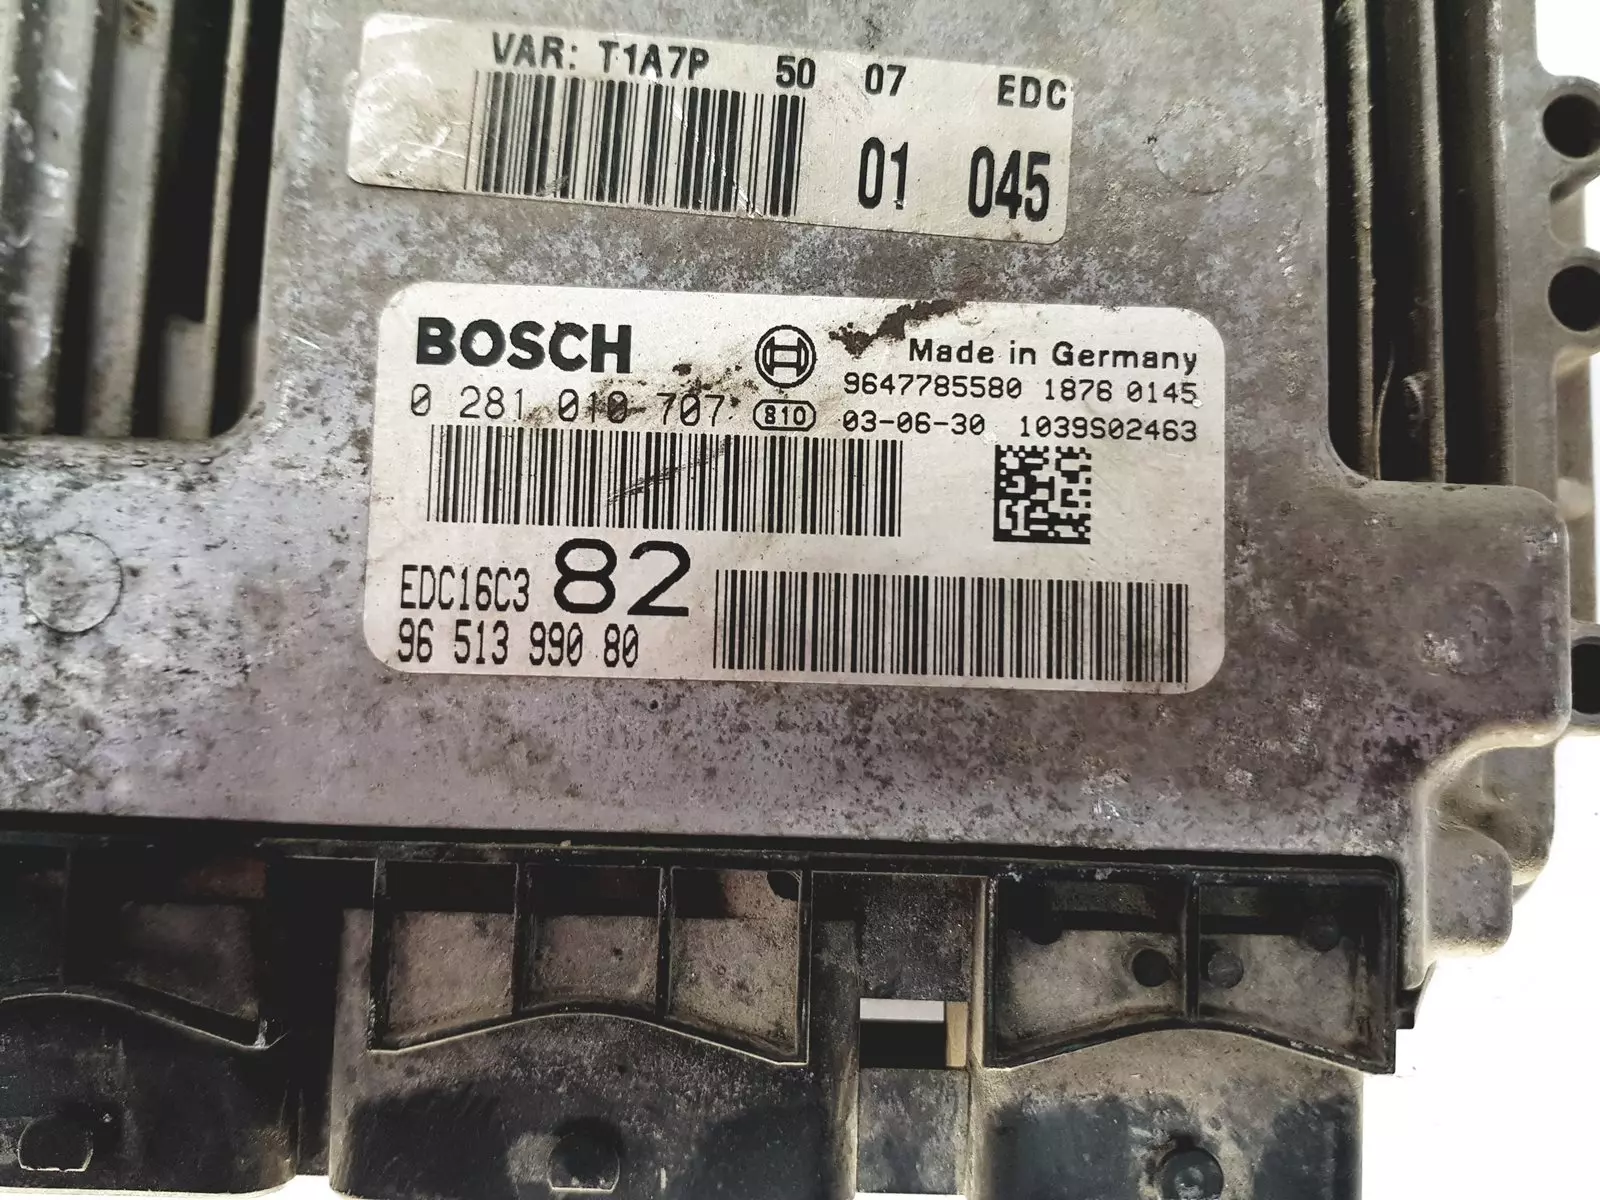 VAR: T1A7P 50 07 EDC
01 045
BOSCH
Made in Germany
9647785580 1876 0145
0 281 010 707 810 03-06-30 1039S02463
EDC16C3 82
96 513 990 80